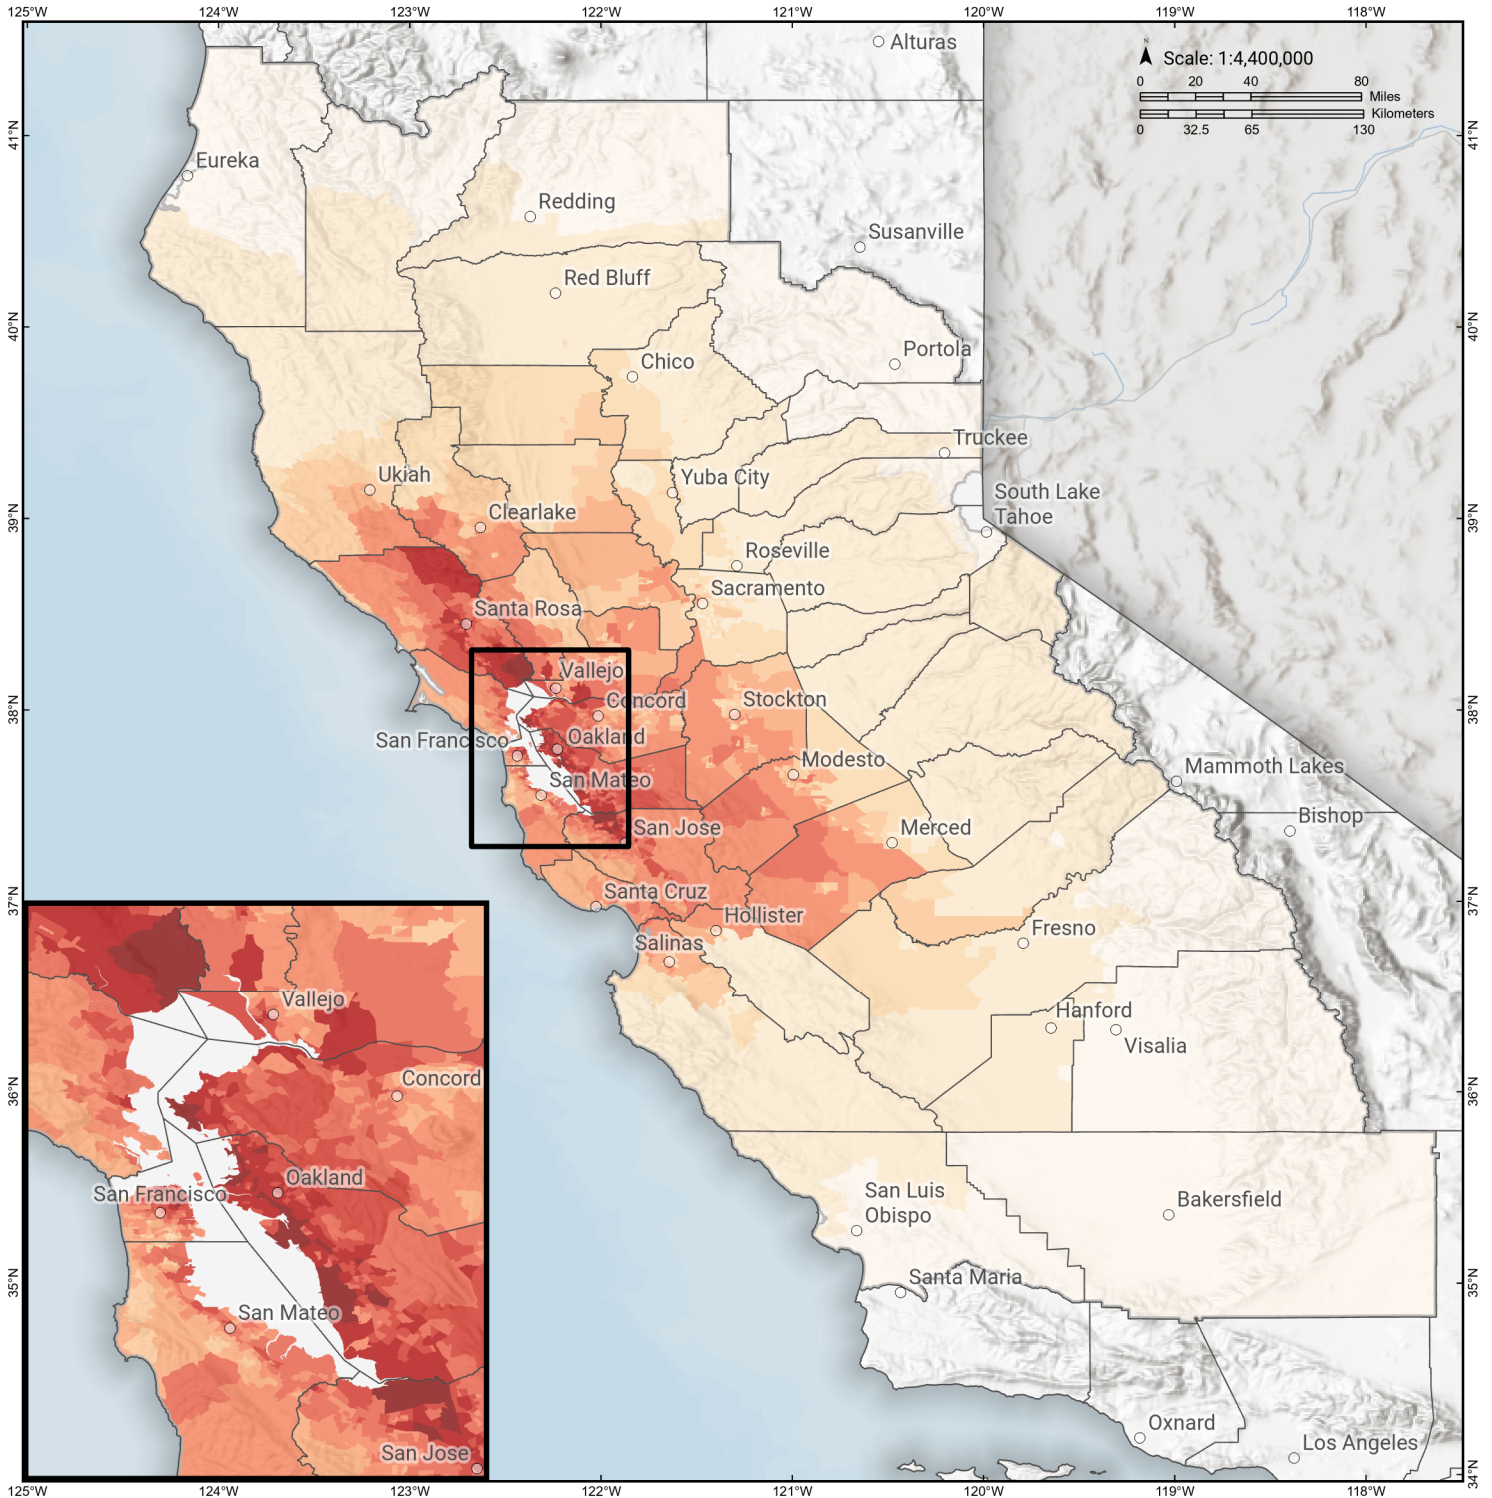 125°W 124°W 123°W 122°W 121°W 120°W 119°W 118°W
N
Scale: 1:4,400,000
0 20 40 80
Miles
Kilometers
0 32.5 65 130
Alturas
41°N 41°N
Eureka
Redding
Susanville
Red Bluff
40°N 40°N
Portola
Chico
Truckee
Ukiah
Yuba City
South Lake
Tahoe
Clearlake
39°N 39°N
Roseville
Sacramento
Santa Rosa
Vallejo
Concord
Stockton
38°N 38°N
San Francisco
Oakland
Modesto
Mammoth Lakes
San Mateo
Bishop
San Jose
Merced
Santa Cruz
37°N 37°N
Hollister
Fresno
Salinas
Vallejo
Hanford
Visalia
Concord
36°N 36°N
Oakland
San Francisco
San Luis
Obispo
Bakersfield
Santa Maria
35°N 35°N
San Mateo
Oxnard
Los Angeles
San Jose
34°N
125°W 124°W 123°W 122°W 121°W 120°W 119°W 118°W